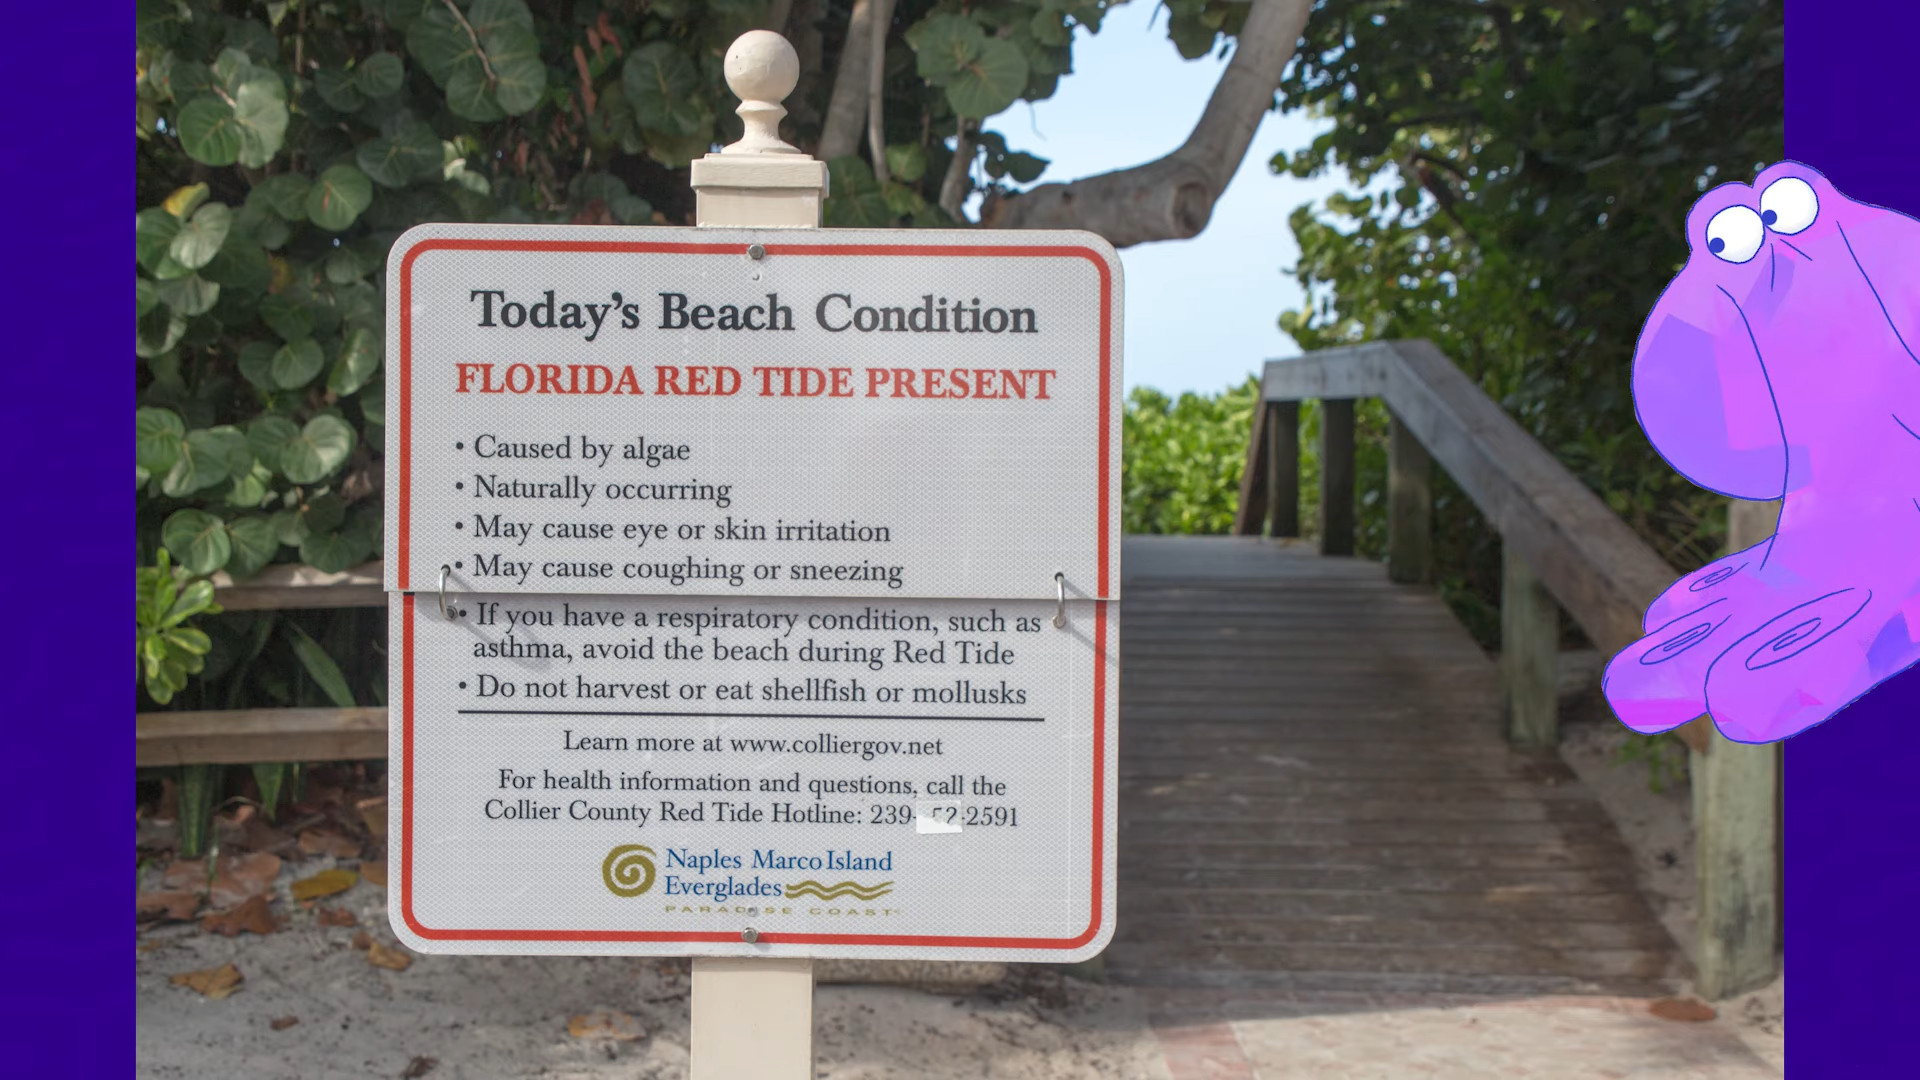 Today's Beach Condition
FLORIDA RED TIDE PRESENT
• Caused by algae
• Naturally occurring
• May cause eye or skin irritation
• May cause coughing or sneezing
• If you have a respiratory condition, such as
asthma, avoid the beach during Red Tide
• Do not harvest or eat shellfish or mollusks
Learn more at www.colliergov.net
For health information and questions, call the
Collier County Red Tide Hotline:
Naples Marco Island
Everglades
PARADISE COAST